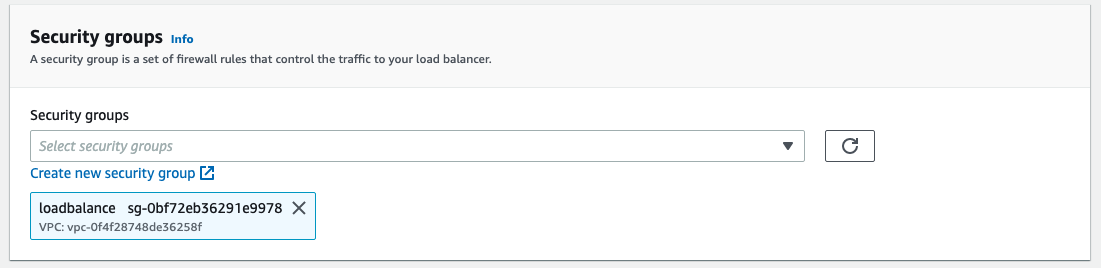 Security groups Info
A security group is a set of firewall rules that control the traffic to your load balancer.
Security groups
Select security groups
Create new security group
loadbalance sg-0bf72eb36291e9978
VPC: vpc-0f4f28748de36258f